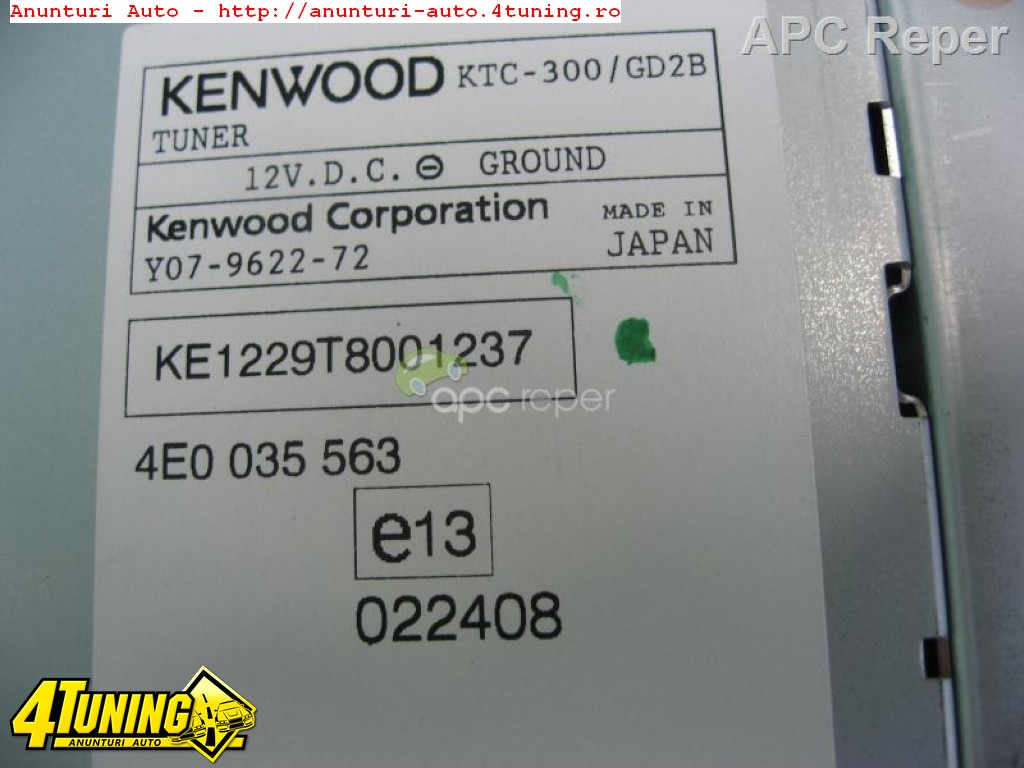 Anunturi Auto - http://anunturi-auto.4tuning.ro
APC Reper
KENWOOD KTC-300/GD2B
TUNER
12V.D.C. ⊖ GROUND
Kenwood Corporation MADE IN
Y07-9622-72 JAPAN
KE1229T8001237
apc reper
4E0 035 563
e13
022408
4TUNING
ANUNTURI AUTO